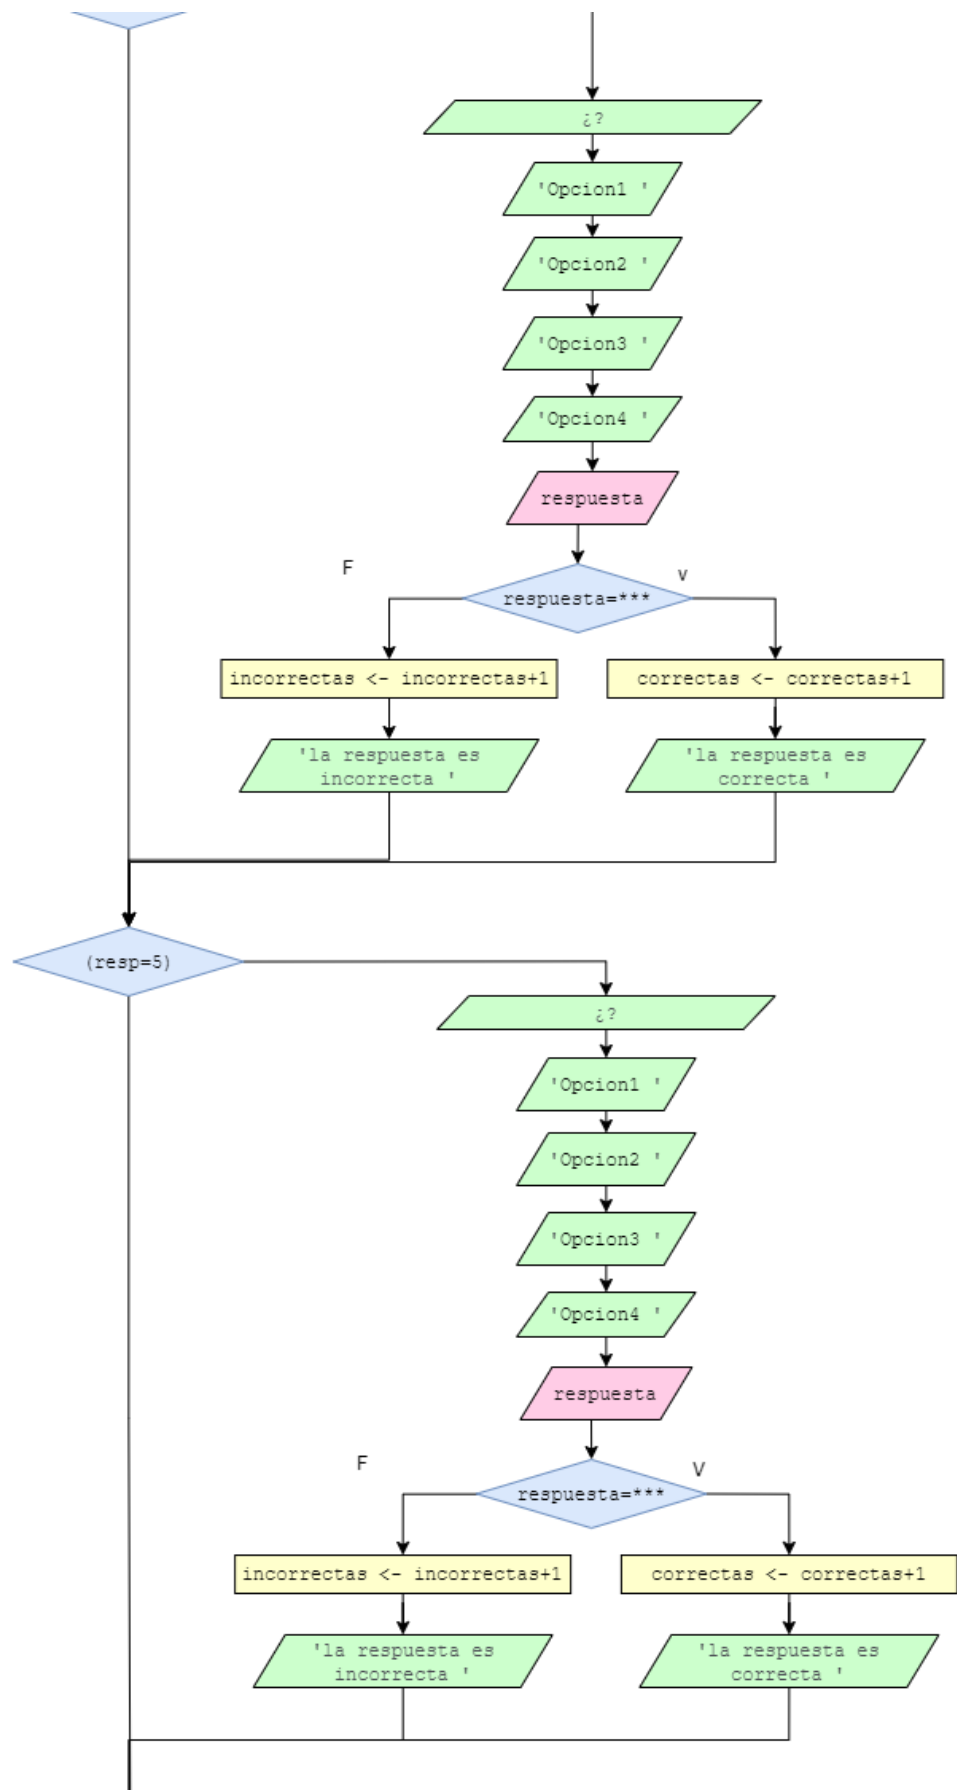 ¿?
'Opcion1 '
'Opcion2 '
'Opcion3 '
'Opcion4 '
respuesta
F
v
respuesta=***
incorrectas <- incorrectas+1
correctas <- correctas+1
'la respuesta es
incorrecta '
'la respuesta es
correcta '
(resp=5)
¿?
'Opcion1 '
'Opcion2 '
'Opcion3 '
'Opcion4 '
respuesta
F
V
respuesta=***
incorrectas <- incorrectas+1
correctas <- correctas+1
'la respuesta es
incorrecta '
'la respuesta es
correcta '